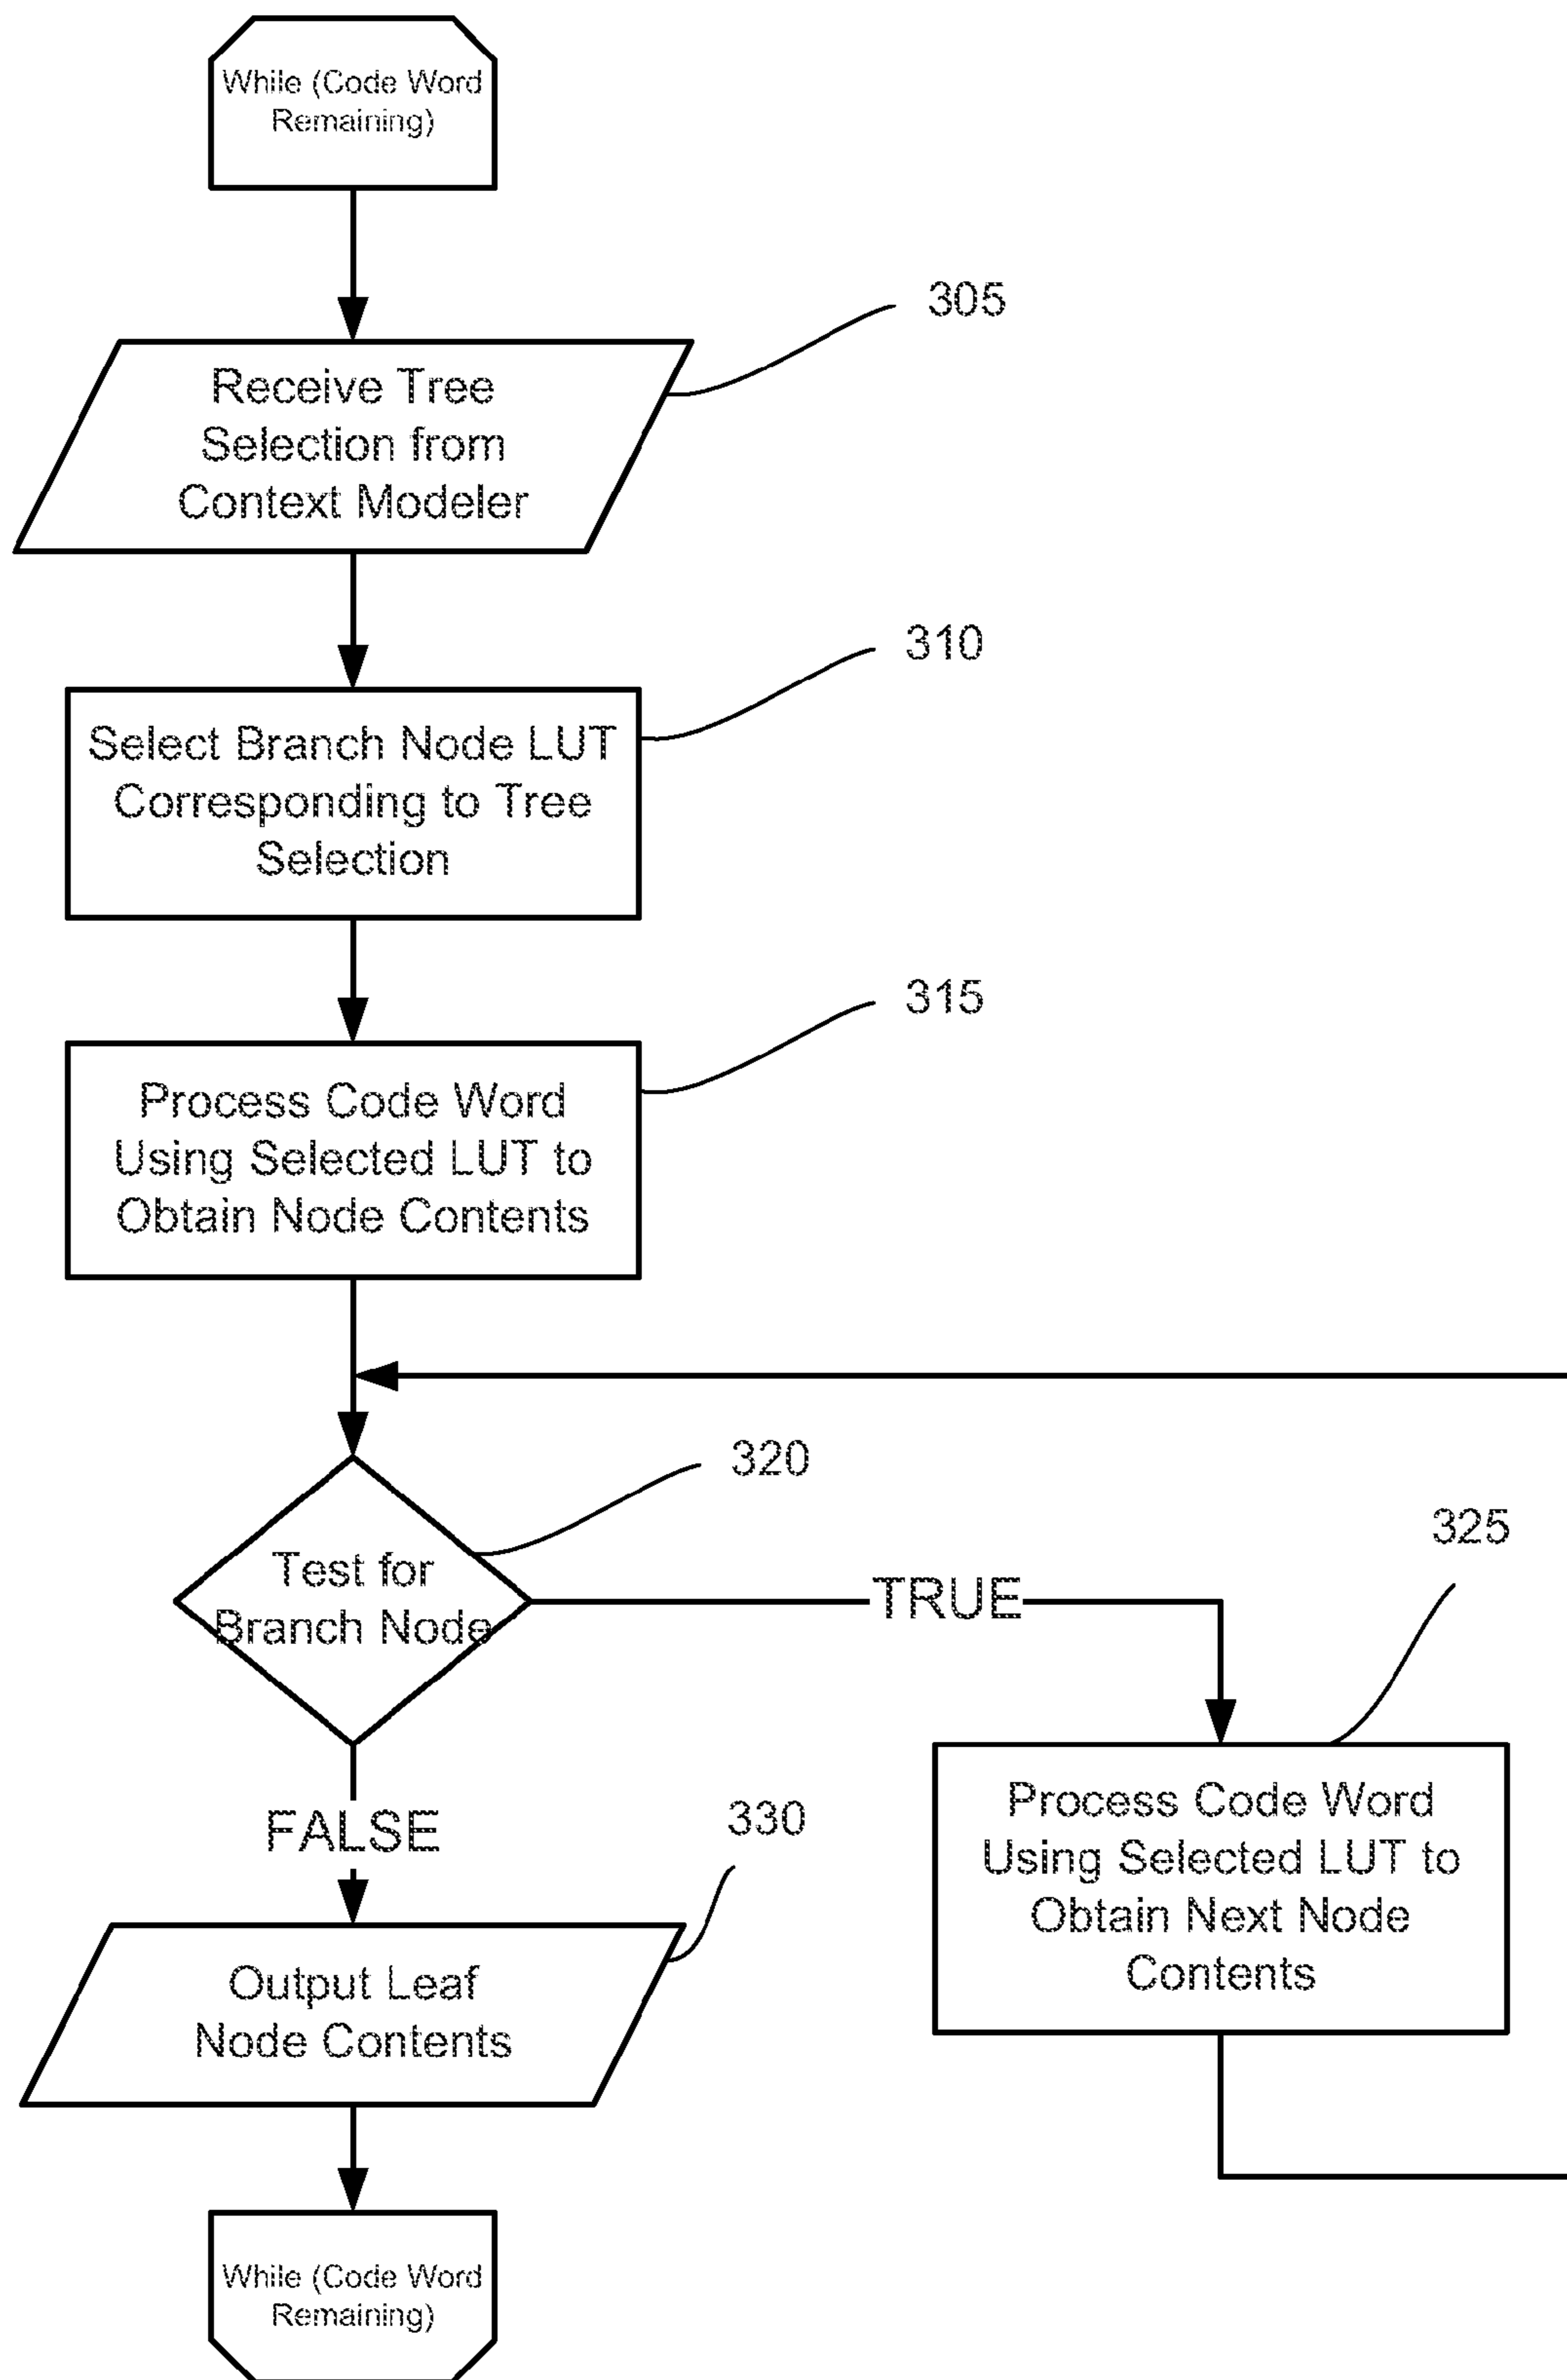 While (Code Word
Remaining)
305
Receive Tree
Selection from
Context Modeler
310
Select Branch Node LUT
Corresponding to Tree
Selection
315
Process Code Word
Using Selected LUT to
Obtain Node Contents
320
Test for
Branch Node
TRUE
325
Process Code Word
Using Selected LUT to
Obtain Next Node
Contents
FALSE
330
Output Leaf
Node Contents
While (Code Word
Remaining)